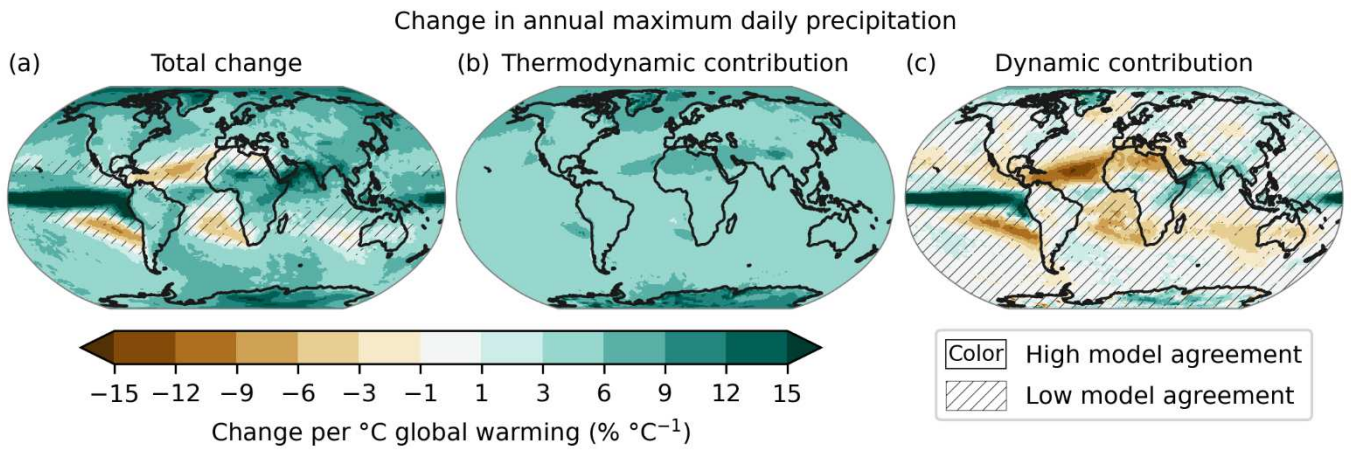 Change in annual maximum daily precipitation
(a) Total change
(b) Thermodynamic contribution
(c) Dynamic contribution
−15 −12 −9 −6 −3 −1 1 3 6 9 12 15
Change per °C global warming (% °C⁻¹)
Color High model agreement
Low model agreement